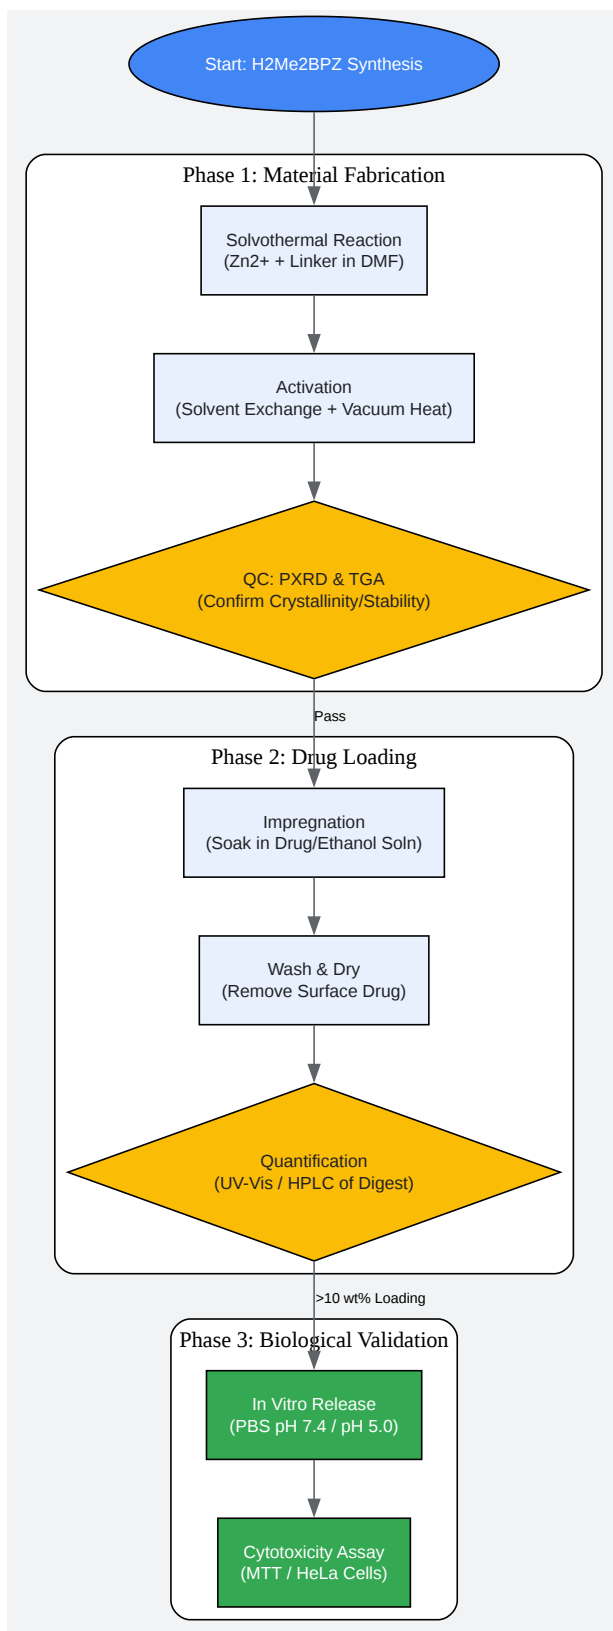 Start: H2Me2BPZ Synthesis
Phase 1: Material Fabrication
Solvothermal Reaction
(Zn2+ + Linker in DMF)
Activation
(Solvent Exchange + Vacuum Heat)
QC: PXRD & TGA
(Confirm Crystallinity/Stability)
Pass
Phase 2: Drug Loading
Impregnation
(Soak in Drug/Ethanol Soln)
Wash & Dry
(Remove Surface Drug)
Quantification
(UV-Vis / HPLC of Digest)
>10 wt% Loading
Phase 3: Biological Validation
In Vitro Release
(PBS pH 7.4 / pH 5.0)
Cytotoxicity Assay
(MTT / HeLa Cells)